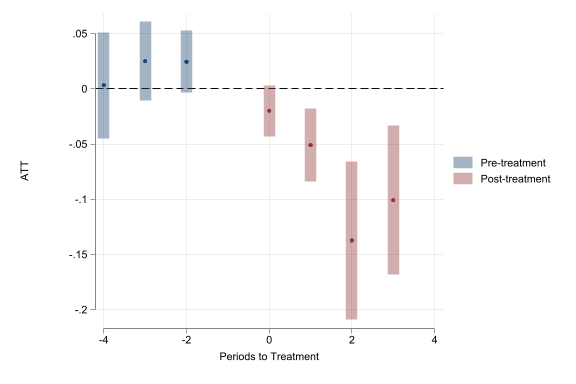 .05
0
-.05
-.1
-.15
-.2
ATT
-4
-2
0
2
4
Periods to Treatment
Pre-treatment
Post-treatment